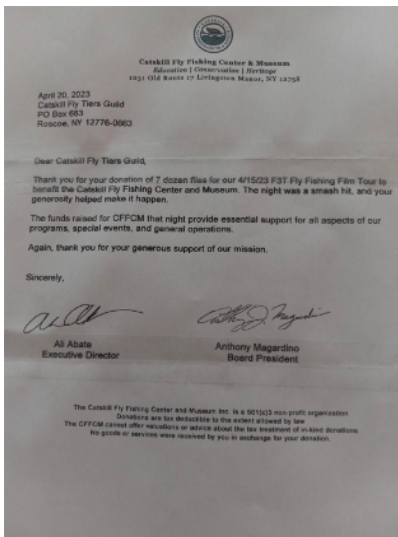 Catskill Fly Fishing Center & Museum
Education | Conservation | Heritage
1031 Old Route 17 Livingston Manor, NY 12758
April 20, 2023
Catskill Fly Tiers Guild
PO Box 663
Roscoe, NY 12776-0663
Dear Catskill Fly Tiers Guild,
Thank you for your donation of 7 dozen flies for our 4/15/23 F3T Fly Fishing Film Tour to
benefit the Catskill Fly Fishing Center and Museum. The night was a smash hit, and your
generosity helped make it happen.
The funds raised for CFFCM that night provide essential support for all aspects of our
programs, special events, and general operations.
Again, thank you for your generous support of our mission.
Sincerely,
Ali Abate
Executive Director
Anthony Magardino
Board President
The Catskill Fly Fishing Center and Museum Inc. is a 501(c)3 non-profit organization
Donations are tax deductible to the extent allowed by law
The CFFCM cannot offer valuations or advice about the tax treatment of in-kind donations
No goods or services were received by you in exchange for your donation.